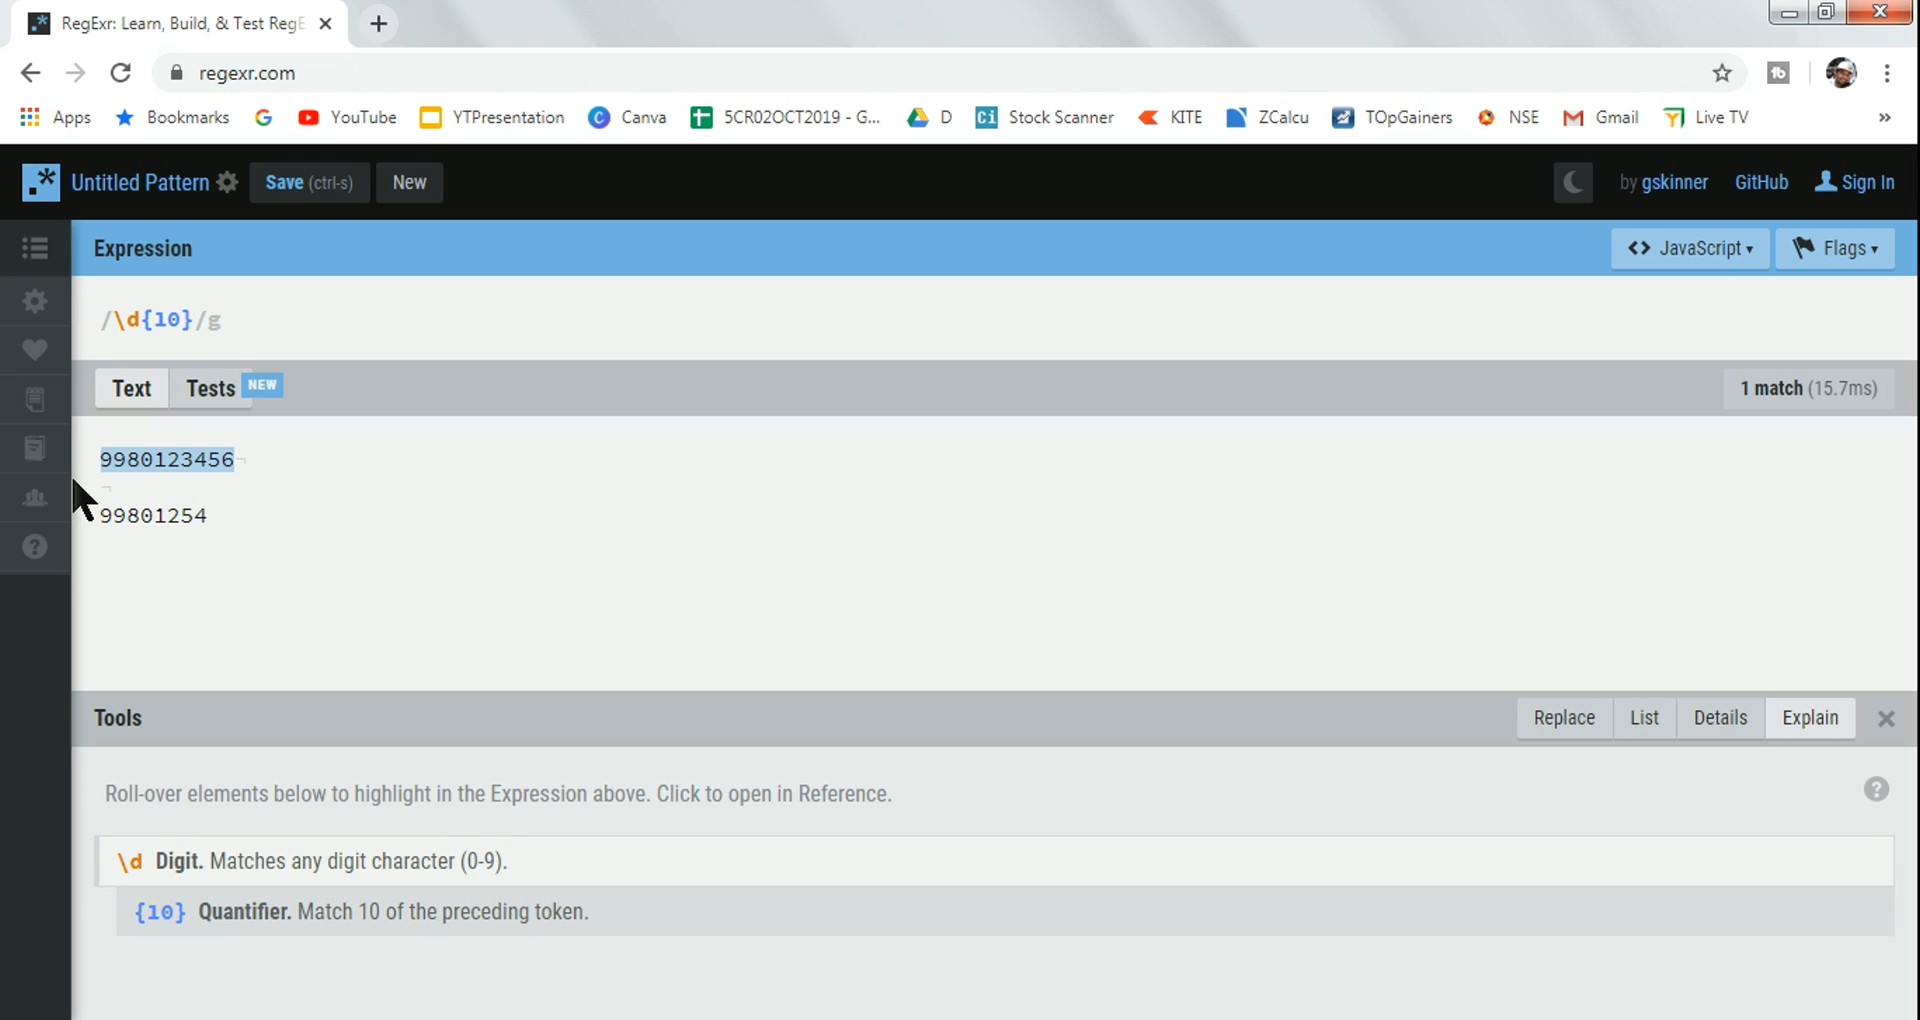 RegExr: Learn, Build, & Test RegE
regexr.com
Apps Bookmarks YouTube YTPresentation Canva 5CR02OCT2019 - G... D Stock Scanner KITE ZCalcu TOpGainers NSE Gmail Live TV »
.* Untitled Pattern Save (ctrl-s) New by gskinner GitHub Sign In
Expression <> JavaScript Flags
/\d{10}/g
Text Tests NEW 1 match (15.7ms)
9980123456
99801254
Tools Replace List Details Explain
Roll-over elements below to highlight in the Expression above. Click to open in Reference.
\d Digit. Matches any digit character (0-9).
{10} Quantifier. Match 10 of the preceding token.